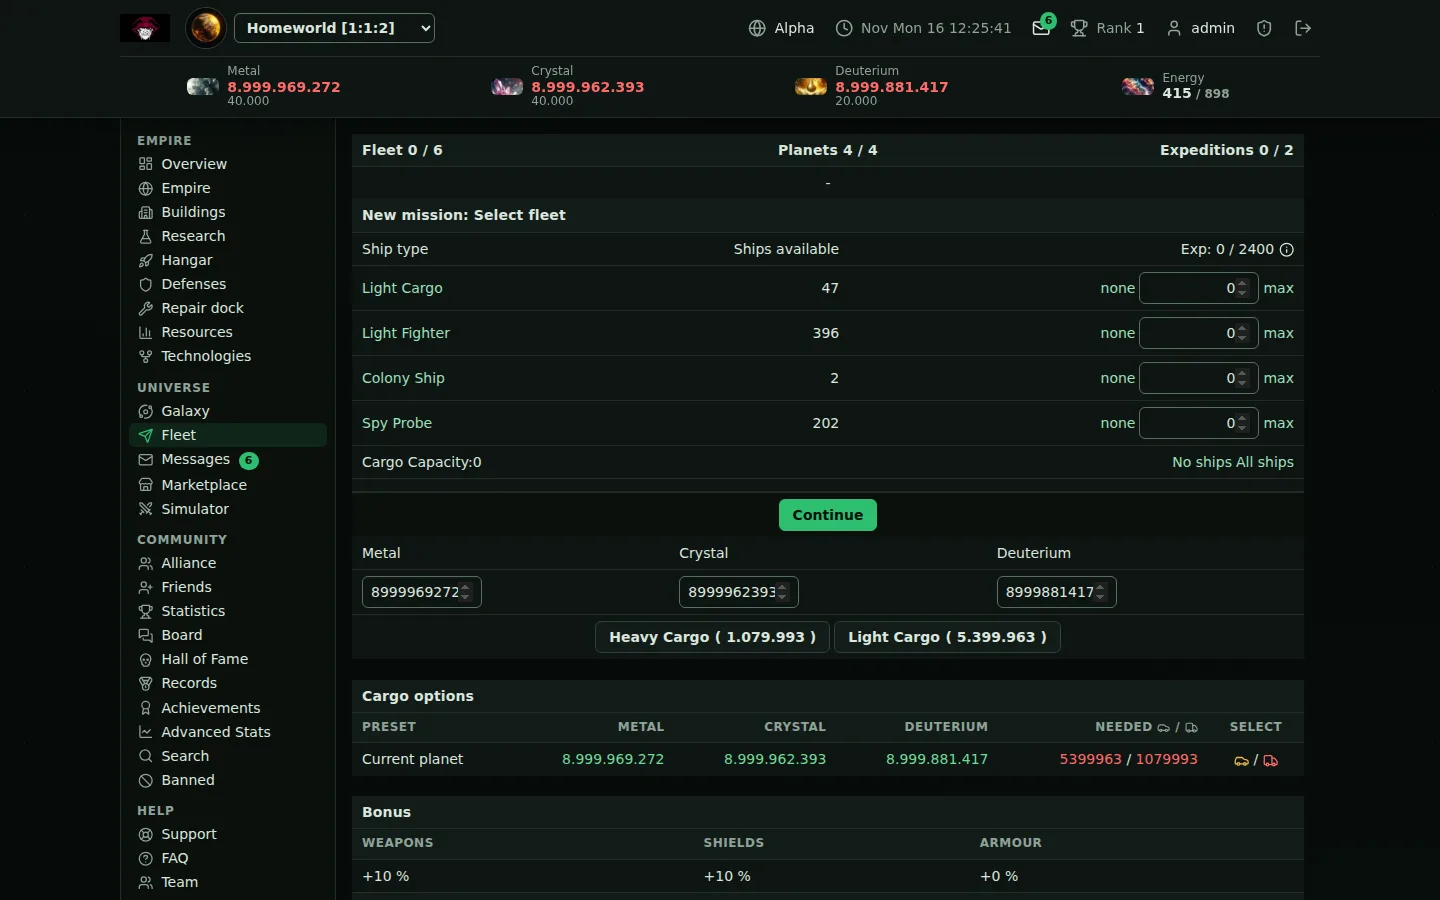 Homeworld [1:1:2]
Alpha
Nov Mon 16 12:25:41
6
Rank 1
admin
Metal
8.999.969.272
40.000
Crystal
8.999.962.393
40.000
Deuterium
8.999.881.417
20.000
Energy
415 / 898
EMPIRE
Overview
Empire
Buildings
Research
Hangar
Defenses
Repair dock
Resources
Technologies
UNIVERSE
Galaxy
Fleet
Messages 6
Marketplace
Simulator
COMMUNITY
Alliance
Friends
Statistics
Board
Hall of Fame
Records
Achievements
Advanced Stats
Search
Banned
HELP
Support
FAQ
Team
Fleet 0 / 6 Planets 4 / 4 Expeditions 0 / 2
-
New mission: Select fleet
Ship type Ships available Exp: 0 / 2400
Light Cargo 47 none 0 max
Light Fighter 396 none 0 max
Colony Ship 2 none 0 max
Spy Probe 202 none 0 max
Cargo Capacity:0 No ships All ships
Continue
Metal Crystal Deuterium
8999969272 8999962393 8999881417
Heavy Cargo ( 1.079.993 ) Light Cargo ( 5.399.963 )
Cargo options
PRESET METAL CRYSTAL DEUTERIUM NEEDED / SELECT
Current planet 8.999.969.272 8.999.962.393 8.999.881.417 5399963 / 1079993 /
Bonus
WEAPONS SHIELDS ARMOUR
+10 % +10 % +0 %